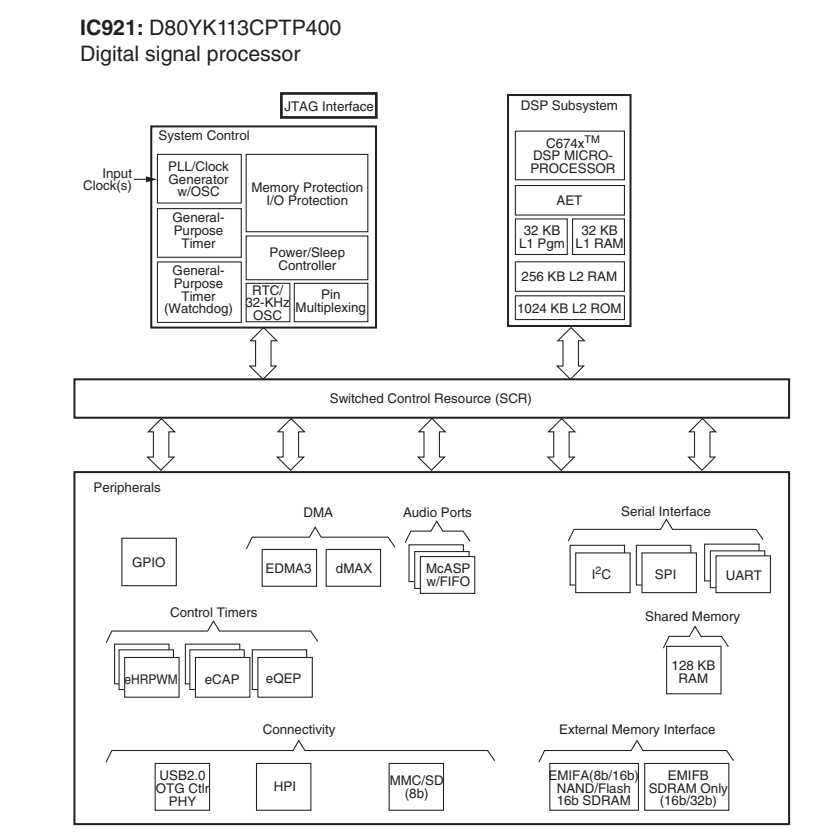 IC921: D80YK113CPTP400
Digital signal processor
JTAG Interface
System Control
Input
Clock(s)
PLL/Clock
Generator
w/OSC
General-
Purpose
Timer
General-
Purpose
Timer
(Watchdog)
Memory Protection
I/O Protection
Power/Sleep
Controller
RTC/
32-KHz
OSC
Pin
Multiplexing
DSP Subsystem
C674x™
DSP MICRO-
PROCESSOR
AET
32 KB
L1 Pgm
32 KB
L1 RAM
256 KB L2 RAM
1024 KB L2 ROM
Switched Control Resource (SCR)
Peripherals
GPIO
DMA
EDMA3
dMAX
Audio Ports
McASP
w/FIFO
Serial Interface
I²C
SPI
UART
Control Timers
eHRPWM
eCAP
eQEP
Shared Memory
128 KB
RAM
Connectivity
USB2.0
OTG Ctlr
PHY
HPI
MMC/SD
(8b)
External Memory Interface
EMIFA(8b/16b)
NAND/Flash
16b SDRAM
EMIFB
SDRAM Only
(16b/32b)